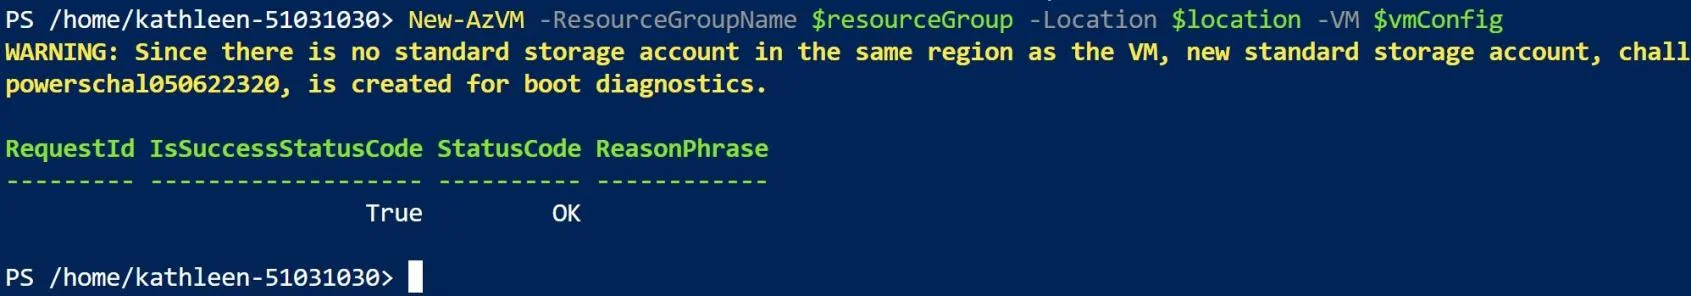 PS /home/kathleen-51031030> New-AzVM -ResourceGroupName $resourceGroup -Location $location -VM $vmConfig
WARNING: Since there is no standard storage account in the same region as the VM, new standard storage account, chall
powerschal050622320, is created for boot diagnostics.
RequestId IsSuccessStatusCode StatusCode ReasonPhrase
--------- ------------------- ---------- ------------
True OK
PS /home/kathleen-51031030>